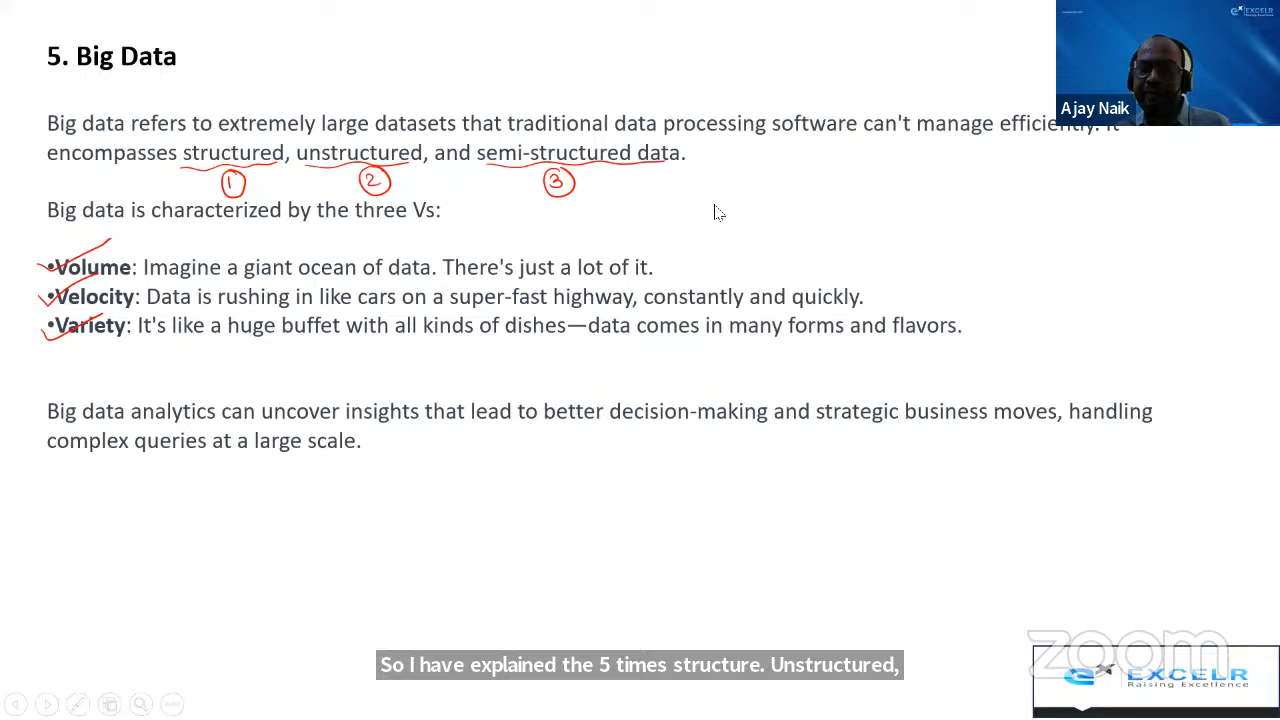 EXCELR
Raising Excellence
5. Big Data
Ajay Naik
Big data refers to extremely large datasets that traditional data processing software can't manage efficiently. It
encompasses structured, unstructured, and semi-structured data.
1 2 3
Big data is characterized by the three Vs:
•Volume: Imagine a giant ocean of data. There's just a lot of it.
•Velocity: Data is rushing in like cars on a super-fast highway, constantly and quickly.
•Variety: It's like a huge buffet with all kinds of dishes—data comes in many forms and flavors.
Big data analytics can uncover insights that lead to better decision-making and strategic business moves, handling
complex queries at a large scale.
So I have explained the 5 times structure. Unstructured,
zoom
EXCELR
Raising Excellence